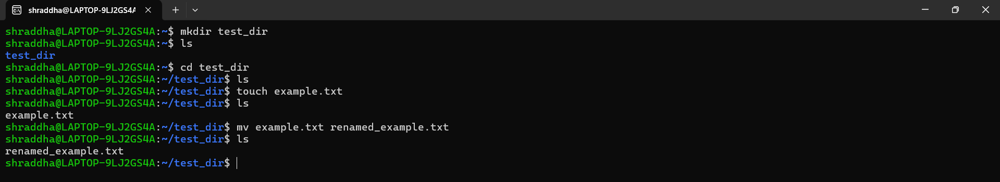 shraddha@LAPTOP-9LJ2GS4A
shraddha@LAPTOP-9LJ2GS4A:~$ mkdir test_dir
shraddha@LAPTOP-9LJ2GS4A:~$ ls
test_dir
shraddha@LAPTOP-9LJ2GS4A:~$ cd test_dir
shraddha@LAPTOP-9LJ2GS4A:~/test_dir$ ls
shraddha@LAPTOP-9LJ2GS4A:~/test_dir$ touch example.txt
shraddha@LAPTOP-9LJ2GS4A:~/test_dir$ ls
example.txt
shraddha@LAPTOP-9LJ2GS4A:~/test_dir$ mv example.txt renamed_example.txt
shraddha@LAPTOP-9LJ2GS4A:~/test_dir$ ls
renamed_example.txt
shraddha@LAPTOP-9LJ2GS4A:~/test_dir$